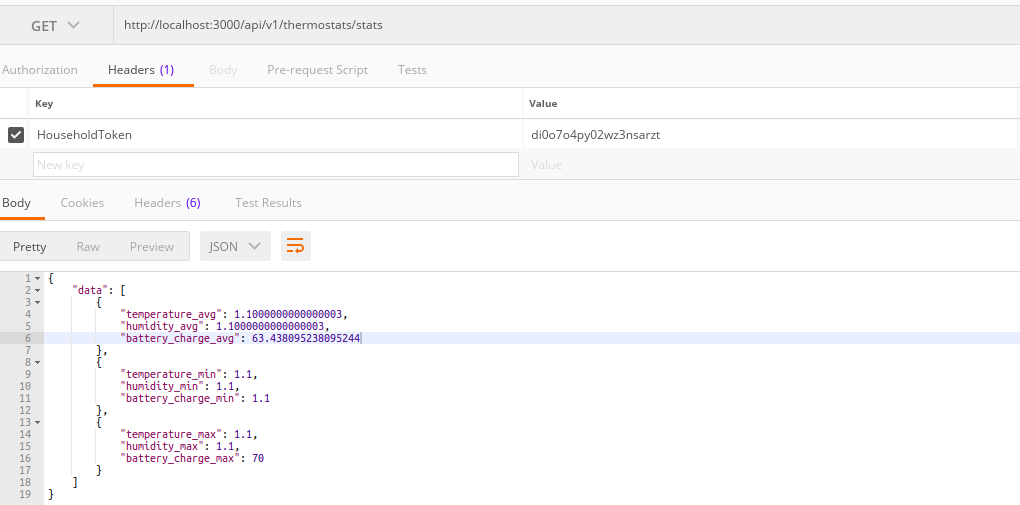 GET http://localhost:3000/api/v1/thermostats/stats
Authorization Headers (1) Body Pre-request Script Tests
Key Value
HouseholdToken di0o7o4py02wz3nsarzt
New key Value
Body Cookies Headers (6) Test Results
Pretty Raw Preview JSON
1 {
2 "data": [
3 {
4 "temperature_avg": 1.1000000000000003,
5 "humidity_avg": 1.1000000000000003,
6 "battery_charge_avg": 63.438095238095244
7 },
8 {
9 "temperature_min": 1.1,
10 "humidity_min": 1.1,
11 "battery_charge_min": 1.1
12 },
13 {
14 "temperature_max": 1.1,
15 "humidity_max": 1.1,
16 "battery_charge_max": 70
17 }
18 ]
19 }